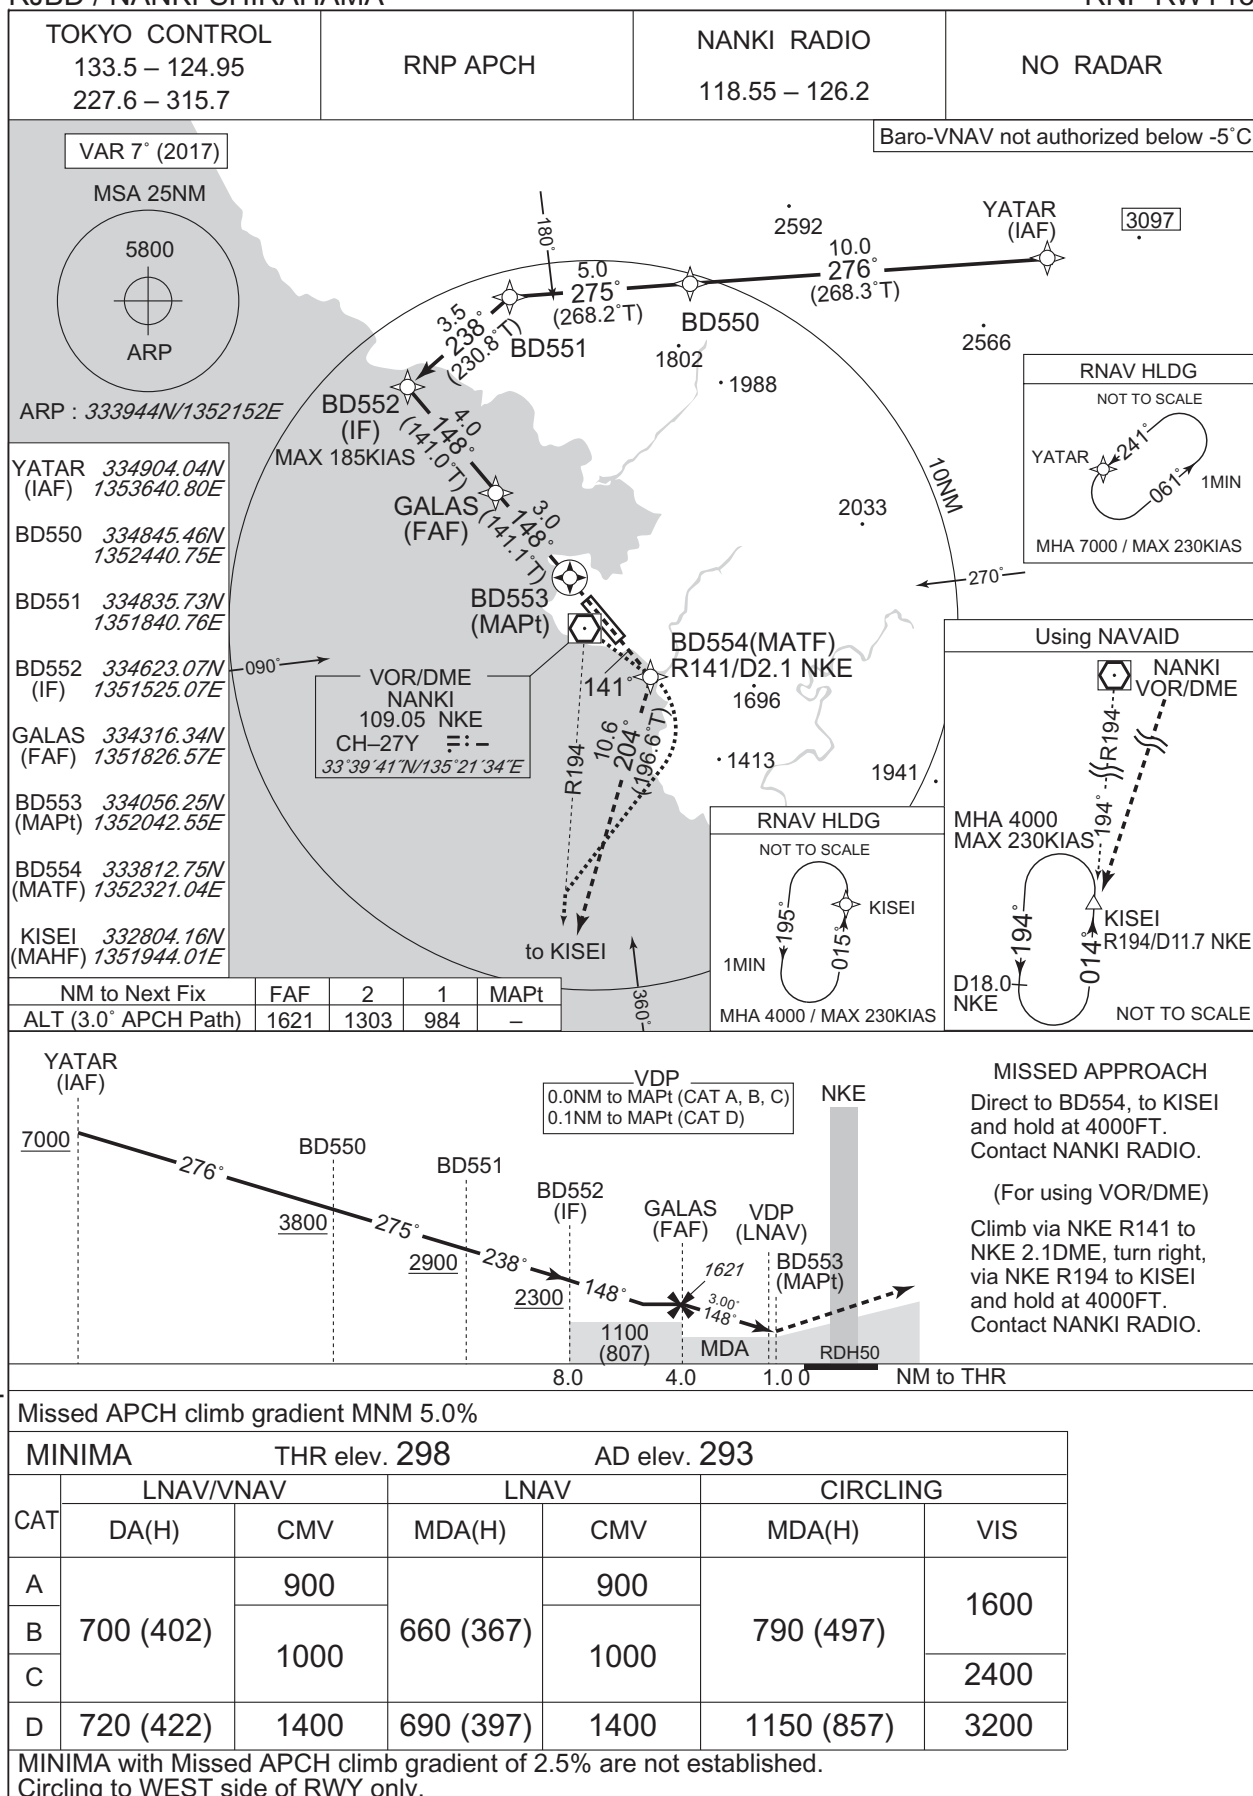 RJBD / NANKI SHIRAHAMA
TOKYO CONTROL
133.5 – 124.95
227.6 – 315.7
RNP APCH
NANKI RADIO
118.55 – 126.2
NO RADAR
VAR 7˚ (2017)
Baro-VNAV not authorized below -5˚C
MSA 25NM
5800
ARP
ARP : 333944N/1352152E
180˚
2592
YATAR
(IAF)
3097
10.0
276˚
(268.3˚T)
5.0
275˚
(268.2˚T)
BD550
3.5
238˚
(230.8˚T)
BD551
1802
1988
2566
BD552
(IF)
MAX 185KIAS
4.0
148˚
(141.0˚T)
GALAS
(FAF)
3.0
148˚
(141.1˚T)
10NM
2033
RNAV HLDG
NOT TO SCALE
YATAR
241˚
061˚
1MIN
MHA 7000 / MAX 230KIAS
270˚
BD553
(MAPt)
BD554(MATF)
R141/D2.1 NKE
141˚
1696
090˚
VOR/DME
NANKI
109.05 NKE
CH–27Y
33˚39´41˝N/135˚21´34˝E
R194
10.6
204˚
(196.6˚T)
1413
1941
to KISEI
360˚
YATAR 334904.04N
(IAF) 1353640.80E
BD550 334845.46N
1352440.75E
BD551 334835.73N
1351840.76E
BD552 334623.07N
(IF) 1351525.07E
GALAS 334316.34N
(FAF) 1351826.57E
BD553 334056.25N
(MAPt) 1352042.55E
BD554 333812.75N
(MATF) 1352321.04E
KISEI 332804.16N
(MAHF) 1351944.01E
RNAV HLDG
NOT TO SCALE
KISEI
195˚
015˚
1MIN
MHA 4000 / MAX 230KIAS
Using NAVAID
NANKI
VOR/DME
R194
194˚
MHA 4000
MAX 230KIAS
194˚
014˚
KISEI
R194/D11.7 NKE
D18.0
NKE
NOT TO SCALE
NM to Next Fix FAF 2 1 MAPt
ALT (3.0˚ APCH Path) 1621 1303 984 –
YATAR
(IAF)
7000
276˚
BD550
3800
275˚
BD551
2900
238˚
BD552
(IF)
2300
148˚
GALAS
(FAF)
1621
3.00˚
148˚
VDP
0.0NM to MAPt (CAT A, B, C)
0.1NM to MAPt (CAT D)
VDP
(LNAV)
BD553
(MAPt)
NKE
1100
(807)
MDA
RDH50
8.0 4.0 1.0 0 NM to THR
MISSED APPROACH
Direct to BD554, to KISEI
and hold at 4000FT.
Contact NANKI RADIO.
(For using VOR/DME)
Climb via NKE R141 to
NKE 2.1DME, turn right,
via NKE R194 to KISEI
and hold at 4000FT.
Contact NANKI RADIO.
Missed APCH climb gradient MNM 5.0%
MINIMA THR elev. 298 AD elev. 293
CAT LNAV/VNAV LNAV CIRCLING
DA(H) CMV MDA(H) CMV MDA(H) VIS
A 900 900
B 700 (402) 1000 660 (367) 1000 790 (497) 1600
C 2400
D 720 (422) 1400 690 (397) 1400 1150 (857) 3200
MINIMA with Missed APCH climb gradient of 2.5% are not established.
Circling to WEST side of RWY only.